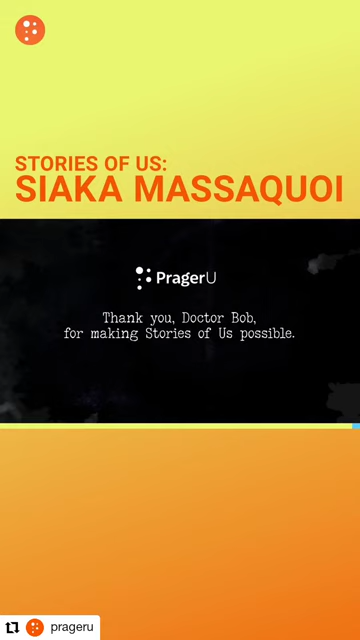 STORIES OF US:
SIAKA MASSAQUOI
PragerU
Thank you, Doctor Bob,
for making Stories of Us possible.
prageru